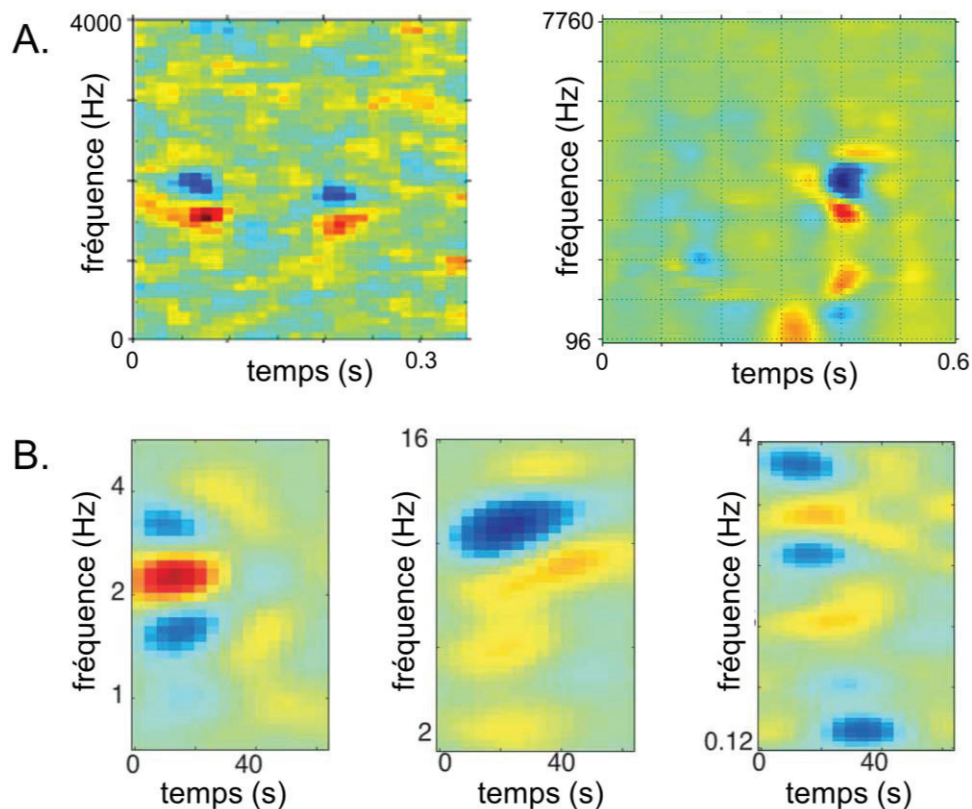 A.
fréquence (Hz)
4000
0
0
0.3
temps (s)
fréquence (Hz)
7760
96
0
0.6
temps (s)
B.
fréquence (Hz)
4
2
1
0
40
temps (s)
fréquence (Hz)
16
2
0
40
temps (s)
fréquence (Hz)
4
0.12
0
40
temps (s)